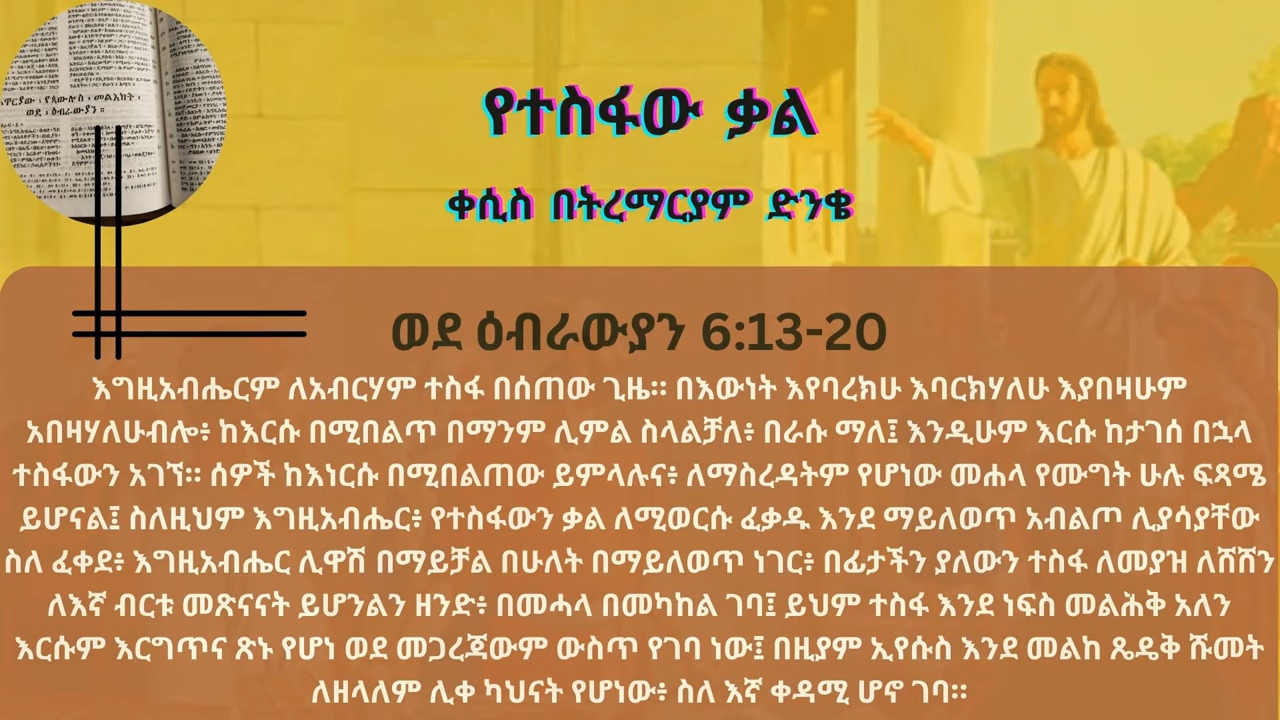 የተስፋው ቃል
ቀሲስ በትረማርያም ድንቄ
ወደ ዕብራውያን 6:13-20
እግዚአብሔርም ለአብርሃም ተስፋ በሰጠው ጊዜ። በእውነት እየባረክሁ እባርክሃለሁ እያበዛሁም
አበዛሃለሁብሎ፥ ከእርሱ በሚበልጥ በማንም ሊምል ስላልቻለ፥ በራሱ ማለ፤ እንዲሁም እርሱ ከታገሰ በኋላ
ተስፋውን አገኘ። ሰዎች ከእነርሱ በሚበልጠው ይምላሉና፥ ለማስረዳትም የሆነው መሐላ የሙግት ሁሉ ፍጻሜ
ይሆናል፤ ስለዚህም እግዚአብሔር፥ የተስፋውን ቃል ለሚወርሱ ፈቃዱ እንደ ማይለወጥ አብልጦ ሊያሳያቸው
ስለ ፈቀደ፥ እግዚአብሔር ሊዋሽ በማይቻል በሁለት በማይለወጥ ነገር፥ በፊታችን ያለውን ተስፋ ለመያዝ ለሸሸን
ለእኛ ብርቱ መጽናናት ይሆንልን ዘንድ፥ በመሓላ በመካከል ገባ፤ ይህም ተስፋ እንደ ነፍስ መልሕቅ አለን
እርሱም እርግጥና ጽኑ የሆነ ወደ መጋረጃውም ውስጥ የገባ ነው፤ በዚያም ኢየሱስ እንደ መልከ ጼዴቅ ሹመት
ለዘላለም ሊቀ ካህናት የሆነው፥ ስለ እኛ ቀዳሚ ሆኖ ገባ።